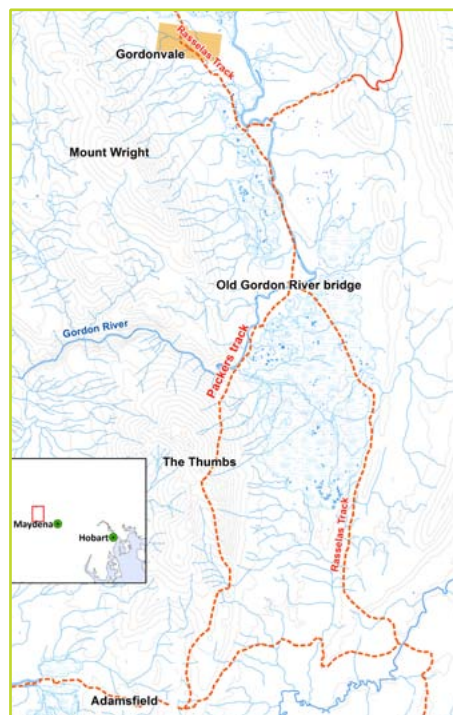 Rasselas Track
Gordonvale
Mount Wright
Old Gordon River bridge
Gordon River
Packers track
The Thumbs
Maydena
Hobart
Rasselas Track
Adamsfield